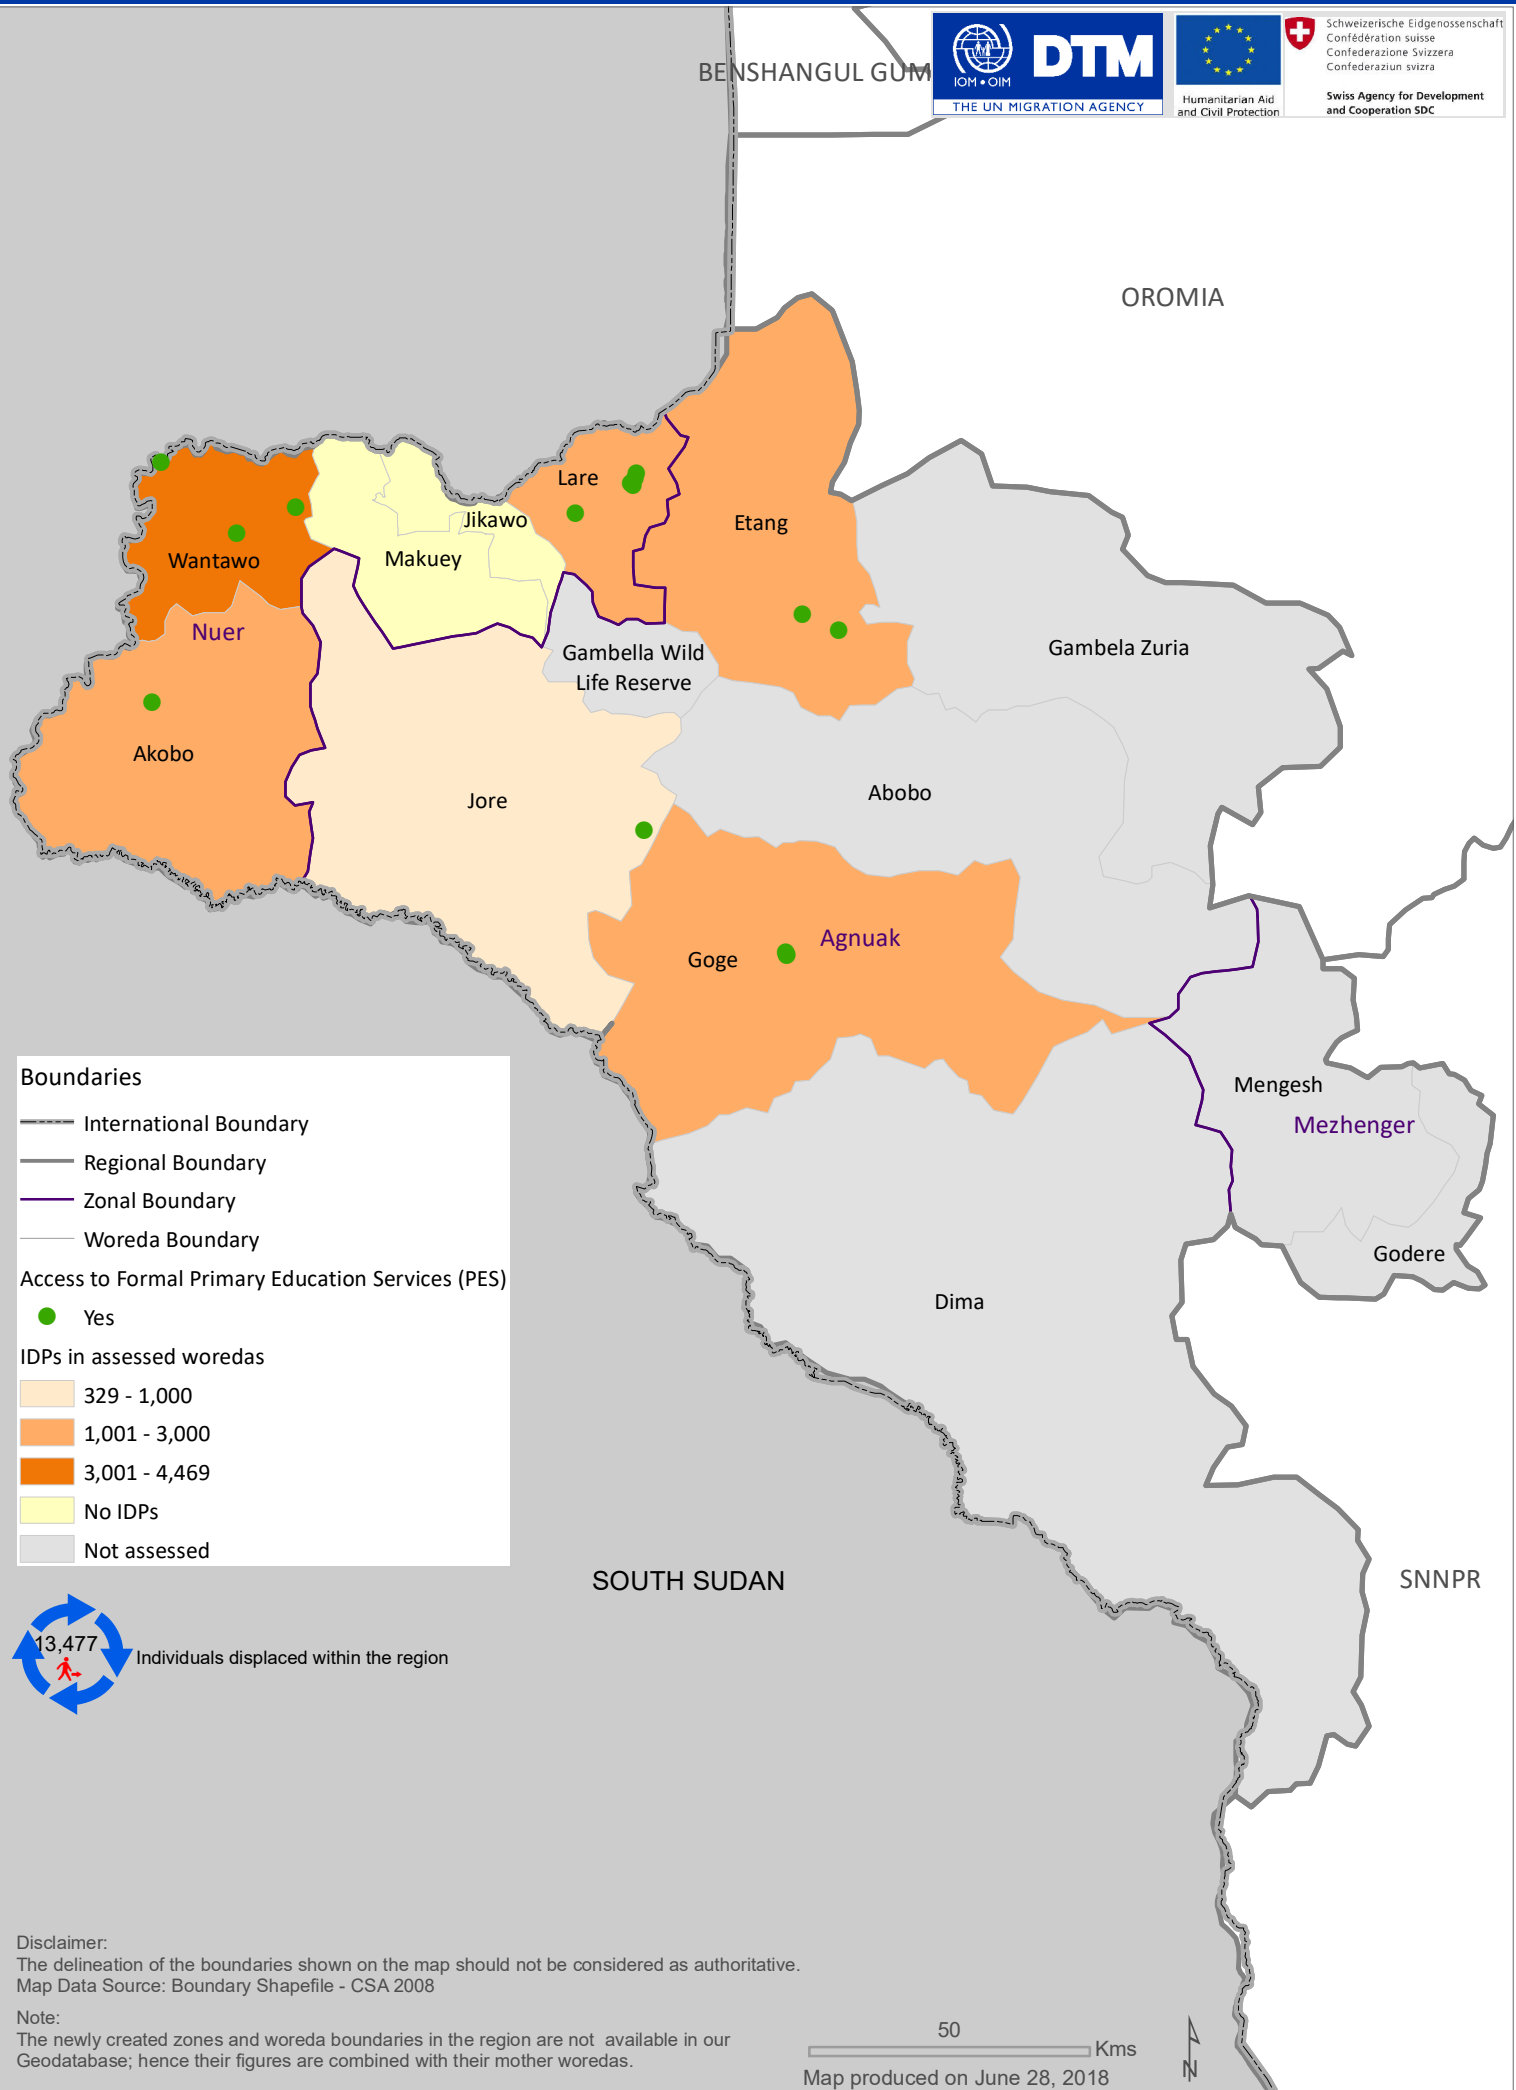 BENSHANGUL GUM
IOM • OIM
DTM
THE UN MIGRATION AGENCY
Humanitarian Aid
and Civil Protection
Schweizerische Eidgenossenschaft
Confédération suisse
Confederazione Svizzera
Confederaziun svizra
Swiss Agency for Development
and Cooperation SDC
OROMIA
Lare
Jikawo
Etang
Makuey
Wantawo
Nuer
Gambella Wild
Life Reserve
Gambela Zuria
Akobo
Jore
Abobo
Agnuak
Goge
Mengesh
Mezhenger
Godere
Dima
SOUTH SUDAN
SNNPR
Boundaries
International Boundary
Regional Boundary
Zonal Boundary
Woreda Boundary
Access to Formal Primary Education Services (PES)
Yes
IDPs in assessed woredas
329 - 1,000
1,001 - 3,000
3,001 - 4,469
No IDPs
Not assessed
13,477
Individuals displaced within the region
Disclaimer:
The delineation of the boundaries shown on the map should not be considered as authoritative.
Map Data Source: Boundary Shapefile - CSA 2008
Note:
The newly created zones and woreda boundaries in the region are not available in our
Geodatabase; hence their figures are combined with their mother woredas.
50
Kms
Map produced on June 28, 2018
N